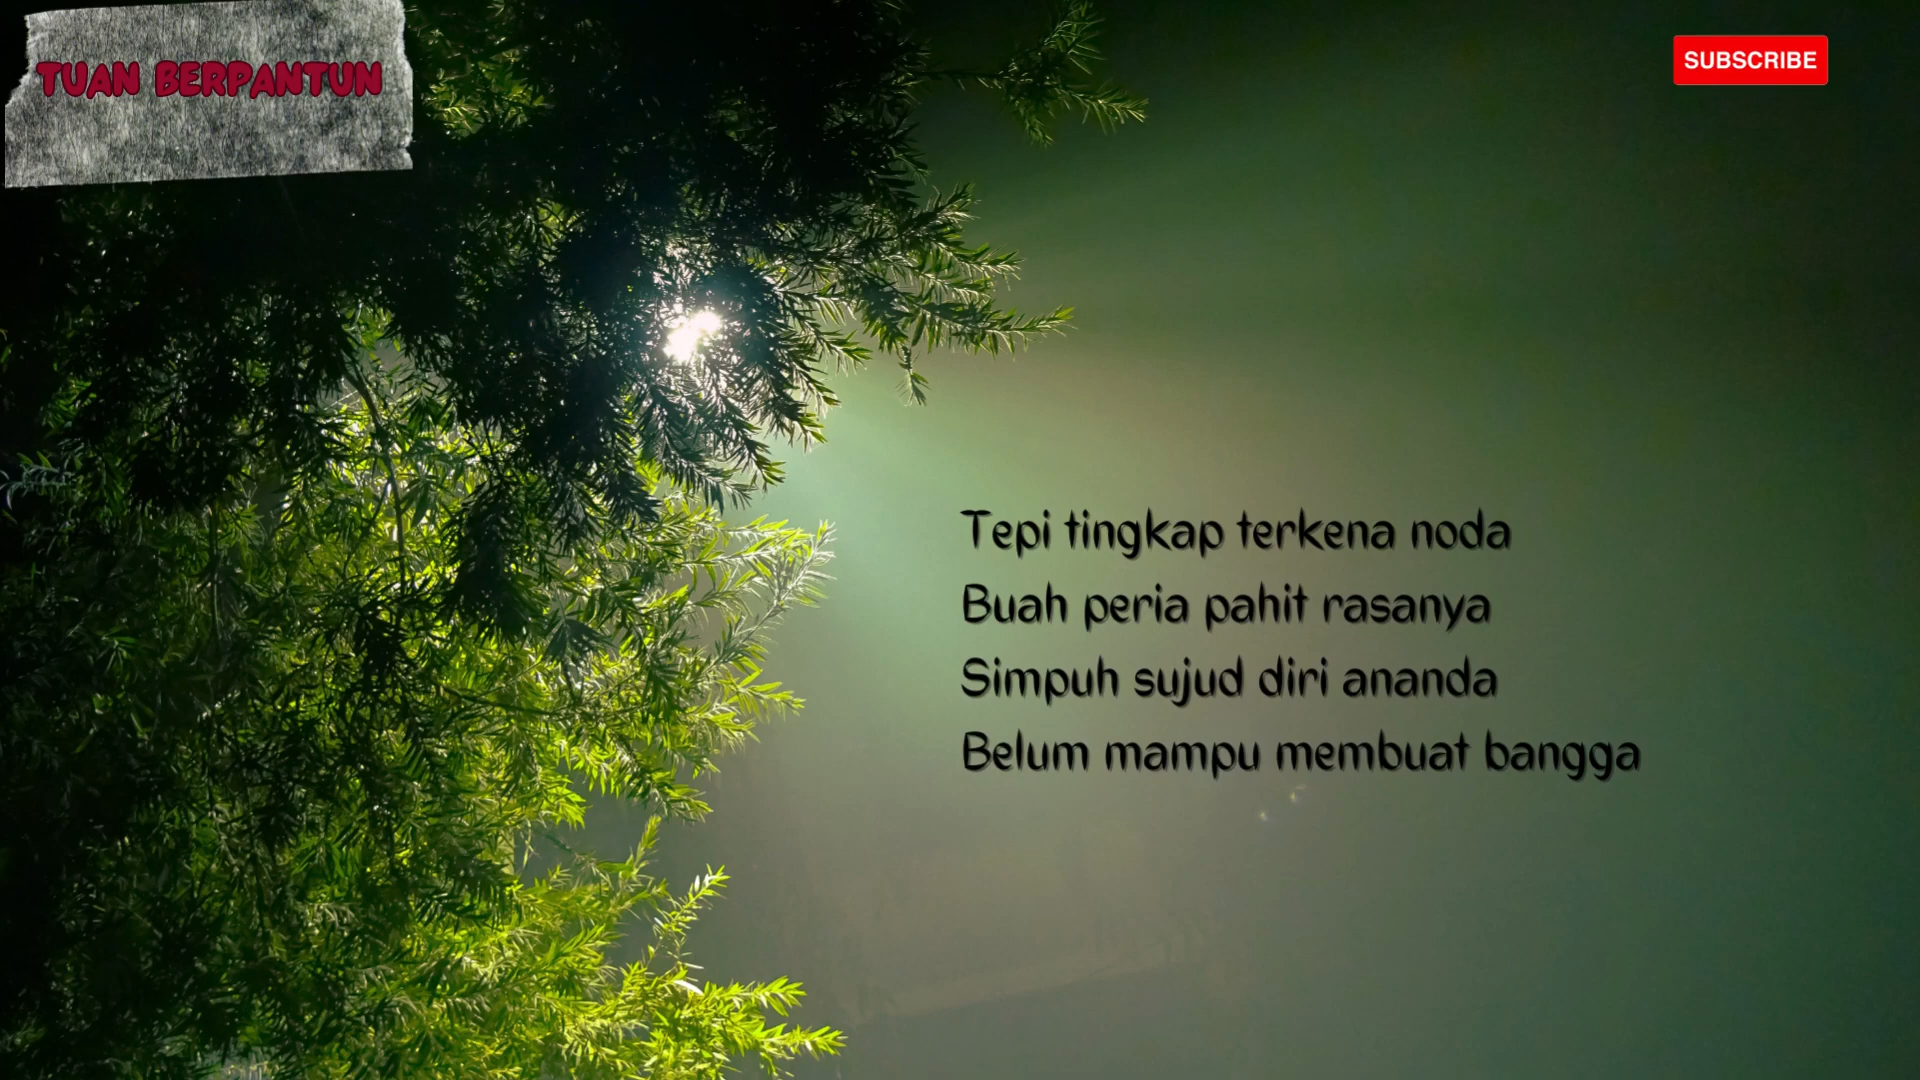 TUAN BERPANTUN
SUBSCRIBE
Tepi tingkap terkena noda
Buah peria pahit rasanya
Simpuh sujud diri ananda
Belum mampu membuat bangga